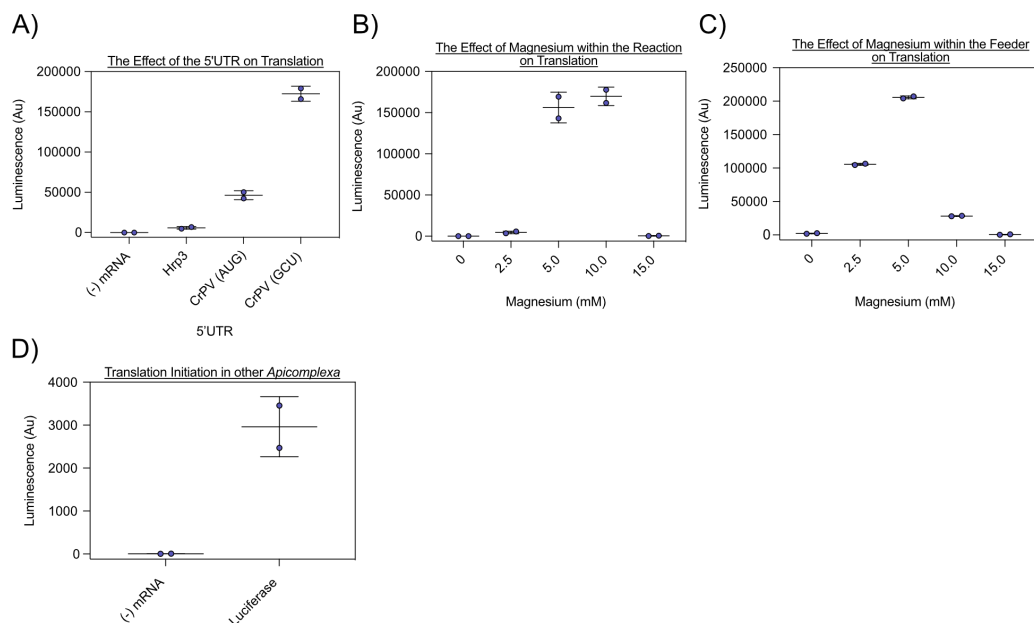 A)
The Effect of the 5'UTR on Translation
Luminescence (Au)
200000
150000
100000
50000
0
(-) mRNA
Hrp3
CrPV (AUG)
CrPV (GCU)
5'UTR
B)
The Effect of Magnesium within the Reaction
on Translation
Luminescence (Au)
200000
150000
100000
50000
0
0
2.5
5.0
10.0
15.0
Magnesium (mM)
C)
The Effect of Magnesium within the Feeder
on Translation
Luminescence (Au)
250000
200000
150000
100000
50000
0
0
2.5
5.0
10.0
15.0
Magnesium (mM)
D)
Translation Initiation in other Apicomplexa
Luminescence (Au)
4000
3000
2000
1000
0
(-) mRNA
Luciferase